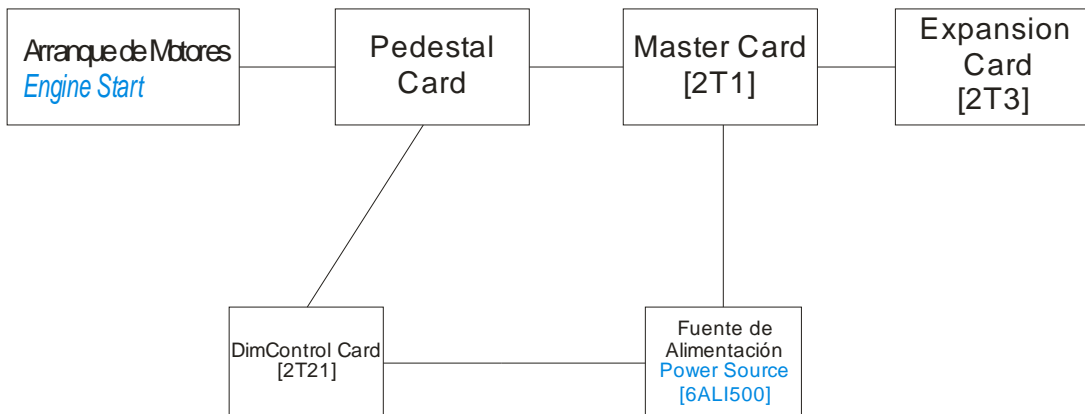 Arranque de Motores
Engine Start
Pedestal
Card
Master Card
[2T1]
Expansion
Card
[2T3]
DimControl Card
[2T21]
Fuente de
Alimentación
Power Source
[6ALI500]